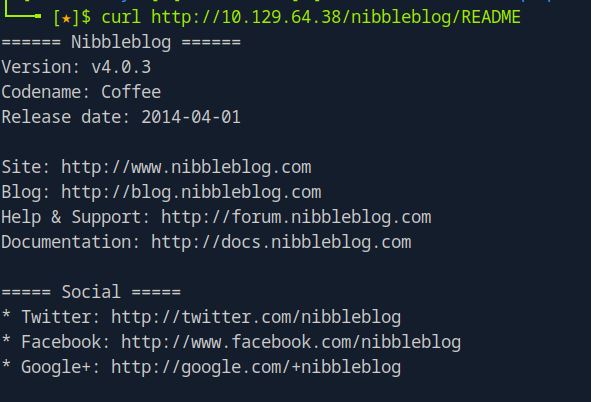 [★]$ curl http://10.129.64.38/nibbleblog/README
====== Nibbleblog ======
Version: v4.0.3
Codename: Coffee
Release date: 2014-04-01
Site: http://www.nibbleblog.com
Blog: http://blog.nibbleblog.com
Help & Support: http://forum.nibbleblog.com
Documentation: http://docs.nibbleblog.com
===== Social =====
* Twitter: http://twitter.com/nibbleblog
* Facebook: http://www.facebook.com/nibbleblog
* Google+: http://google.com/+nibbleblog